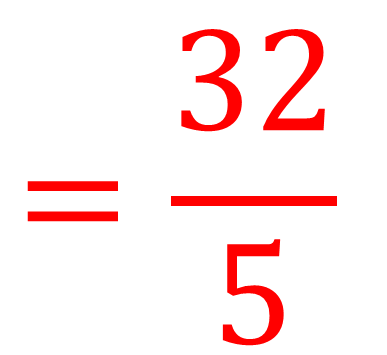 = 32/5